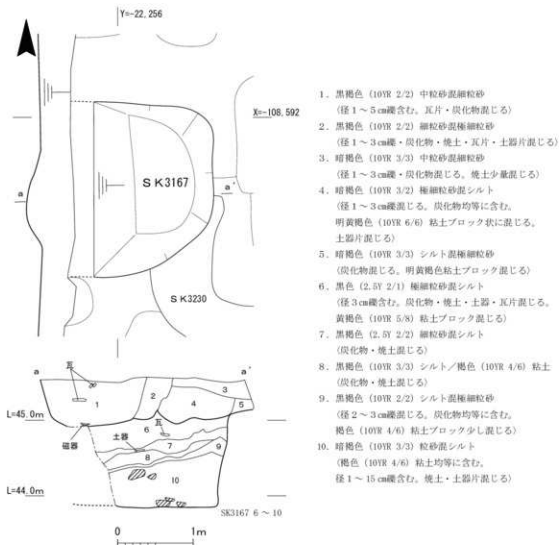 Y=-22,256
X=-108,592
SK3167
a
a'
SK3230
a
a'
瓦
1
2
3
4
5
L=45.0m
磁器
土器
瓦
6
7
8
9
10
L=44.0m
SK3167 6~10
0
1m
1. 黒褐色 (10YR 2/2) 中粒砂混細粒砂
(径1~5㎝礫含む、瓦片・炭化物混じる)
2. 黒褐色 (10YR 2/2) 細粒砂混極細粒砂
(径1~3㎝礫・炭化物・焼土・瓦片・土器片混じる)
3. 暗褐色 (10YR 3/3) 中粒砂混細粒砂
(径1~3㎝礫・炭化物混じる、焼土少量混じる)
4. 暗褐色 (10YR 3/2) 極細粒砂混シルト
(径1~3㎝礫混じる、炭化物均等に含む、
明黄褐色 (10YR 6/6) 粘土ブロック状に混じる、
土器片混じる)
5. 暗褐色 (10YR 3/3) シルト混極細粒砂
(炭化物混じる、明黄褐色粘土ブロック混じる)
6. 黒色 (2.5Y 2/1) 極細粒砂混シルト
(径3㎝礫含む、炭化物・焼土・土器・瓦片混じる、
黄褐色 (10YR 5/8) 粘土ブロック混じる)
7. 黒褐色 (2.5Y 2/2) 細粒砂混シルト
(炭化物・焼土混じる)
8. 黒褐色 (10YR 3/3) シルト/褐色 (10YR 4/6) 粘土
(炭化物・焼土混じる)
9. 黒褐色 (10YR 2/2) シルト混極細粒砂
(径2~3㎝礫混じる、炭化物均等に含む、
褐色 (10YR 4/6) 粘土ブロック少し混じる)
10. 暗褐色 (10YR 3/3) 粒砂混シルト
(褐色 (10YR 4/6) 粘土均等に含む、
径1~15㎝礫含む、焼土・土器片混じる)